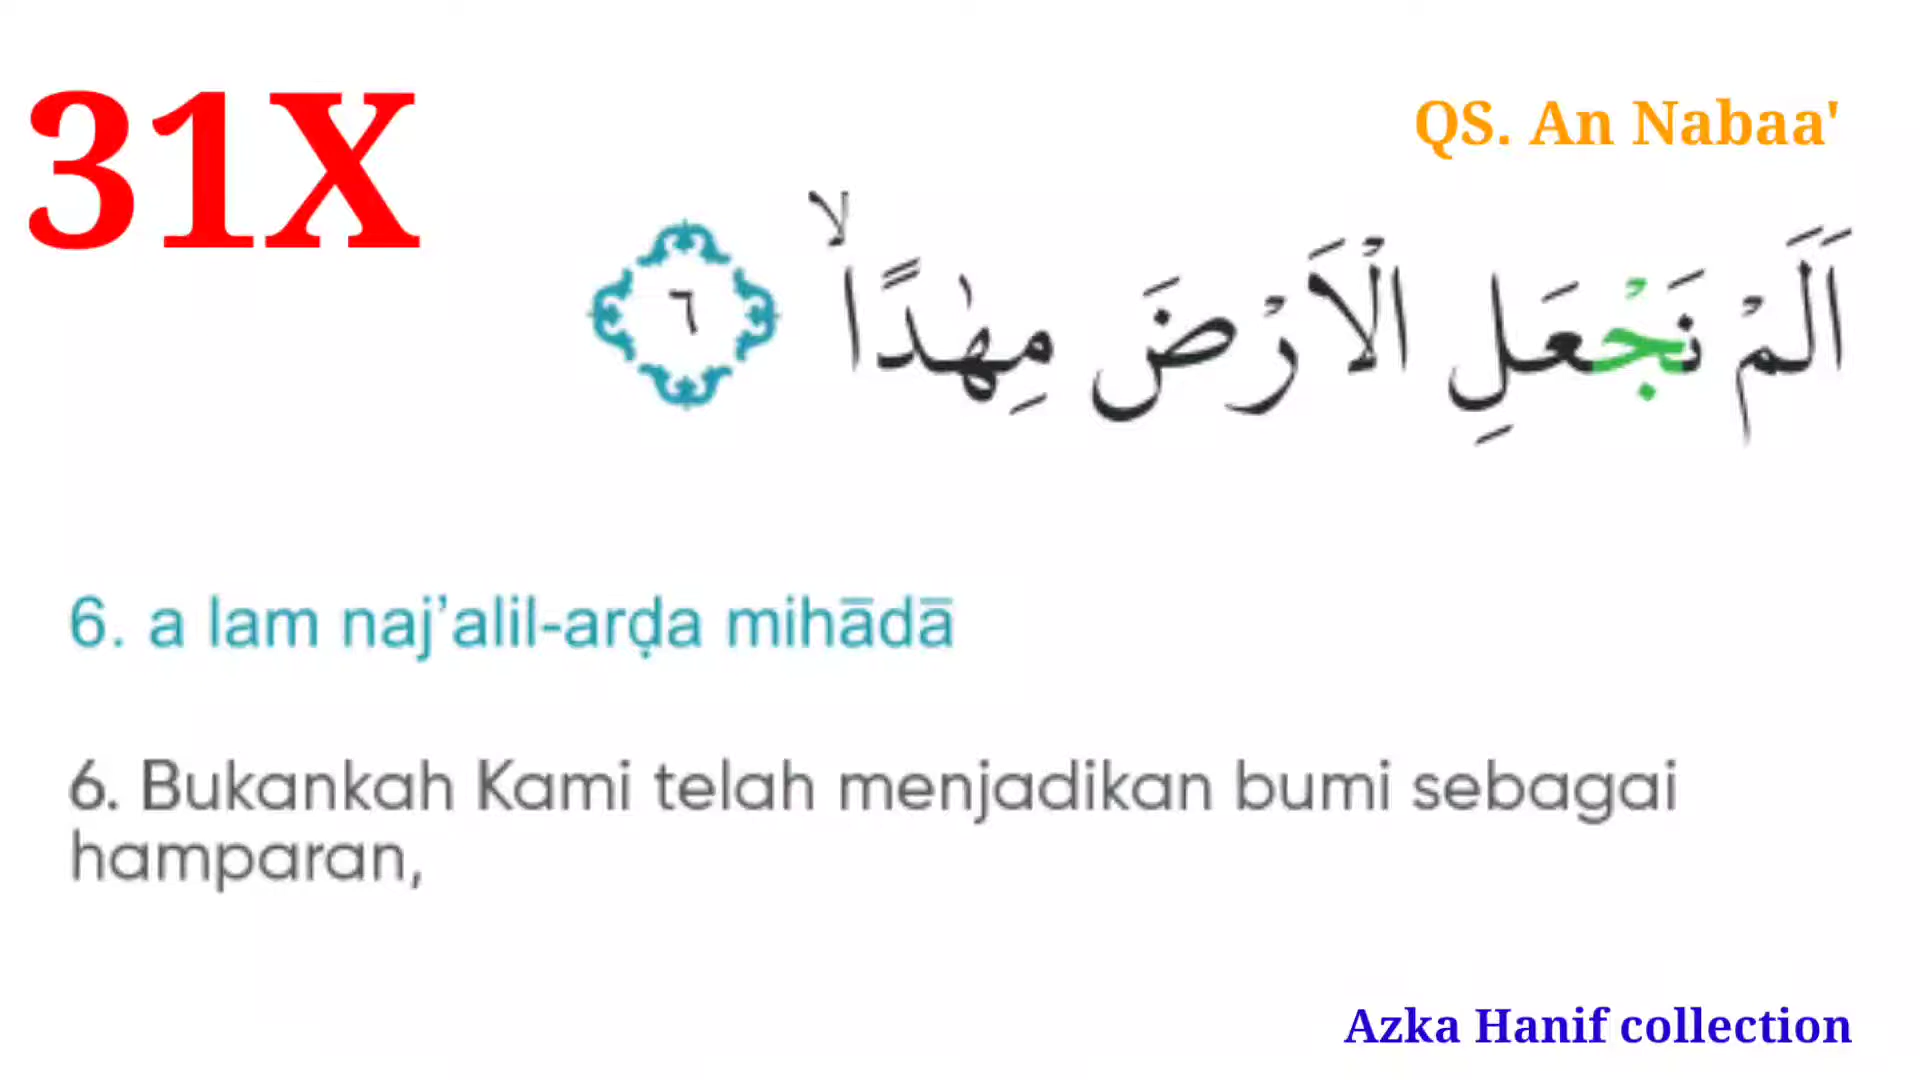 31X
QS. An Nabaa'
اَلَمْ نَجْعَلِ الْاَرْضَ مِهٰدًاۙ ٦
6. a lam naj’alil-arḍa mihādā
6. Bukankah Kami telah menjadikan bumi sebagai
hamparan,
Azka Hanif collection